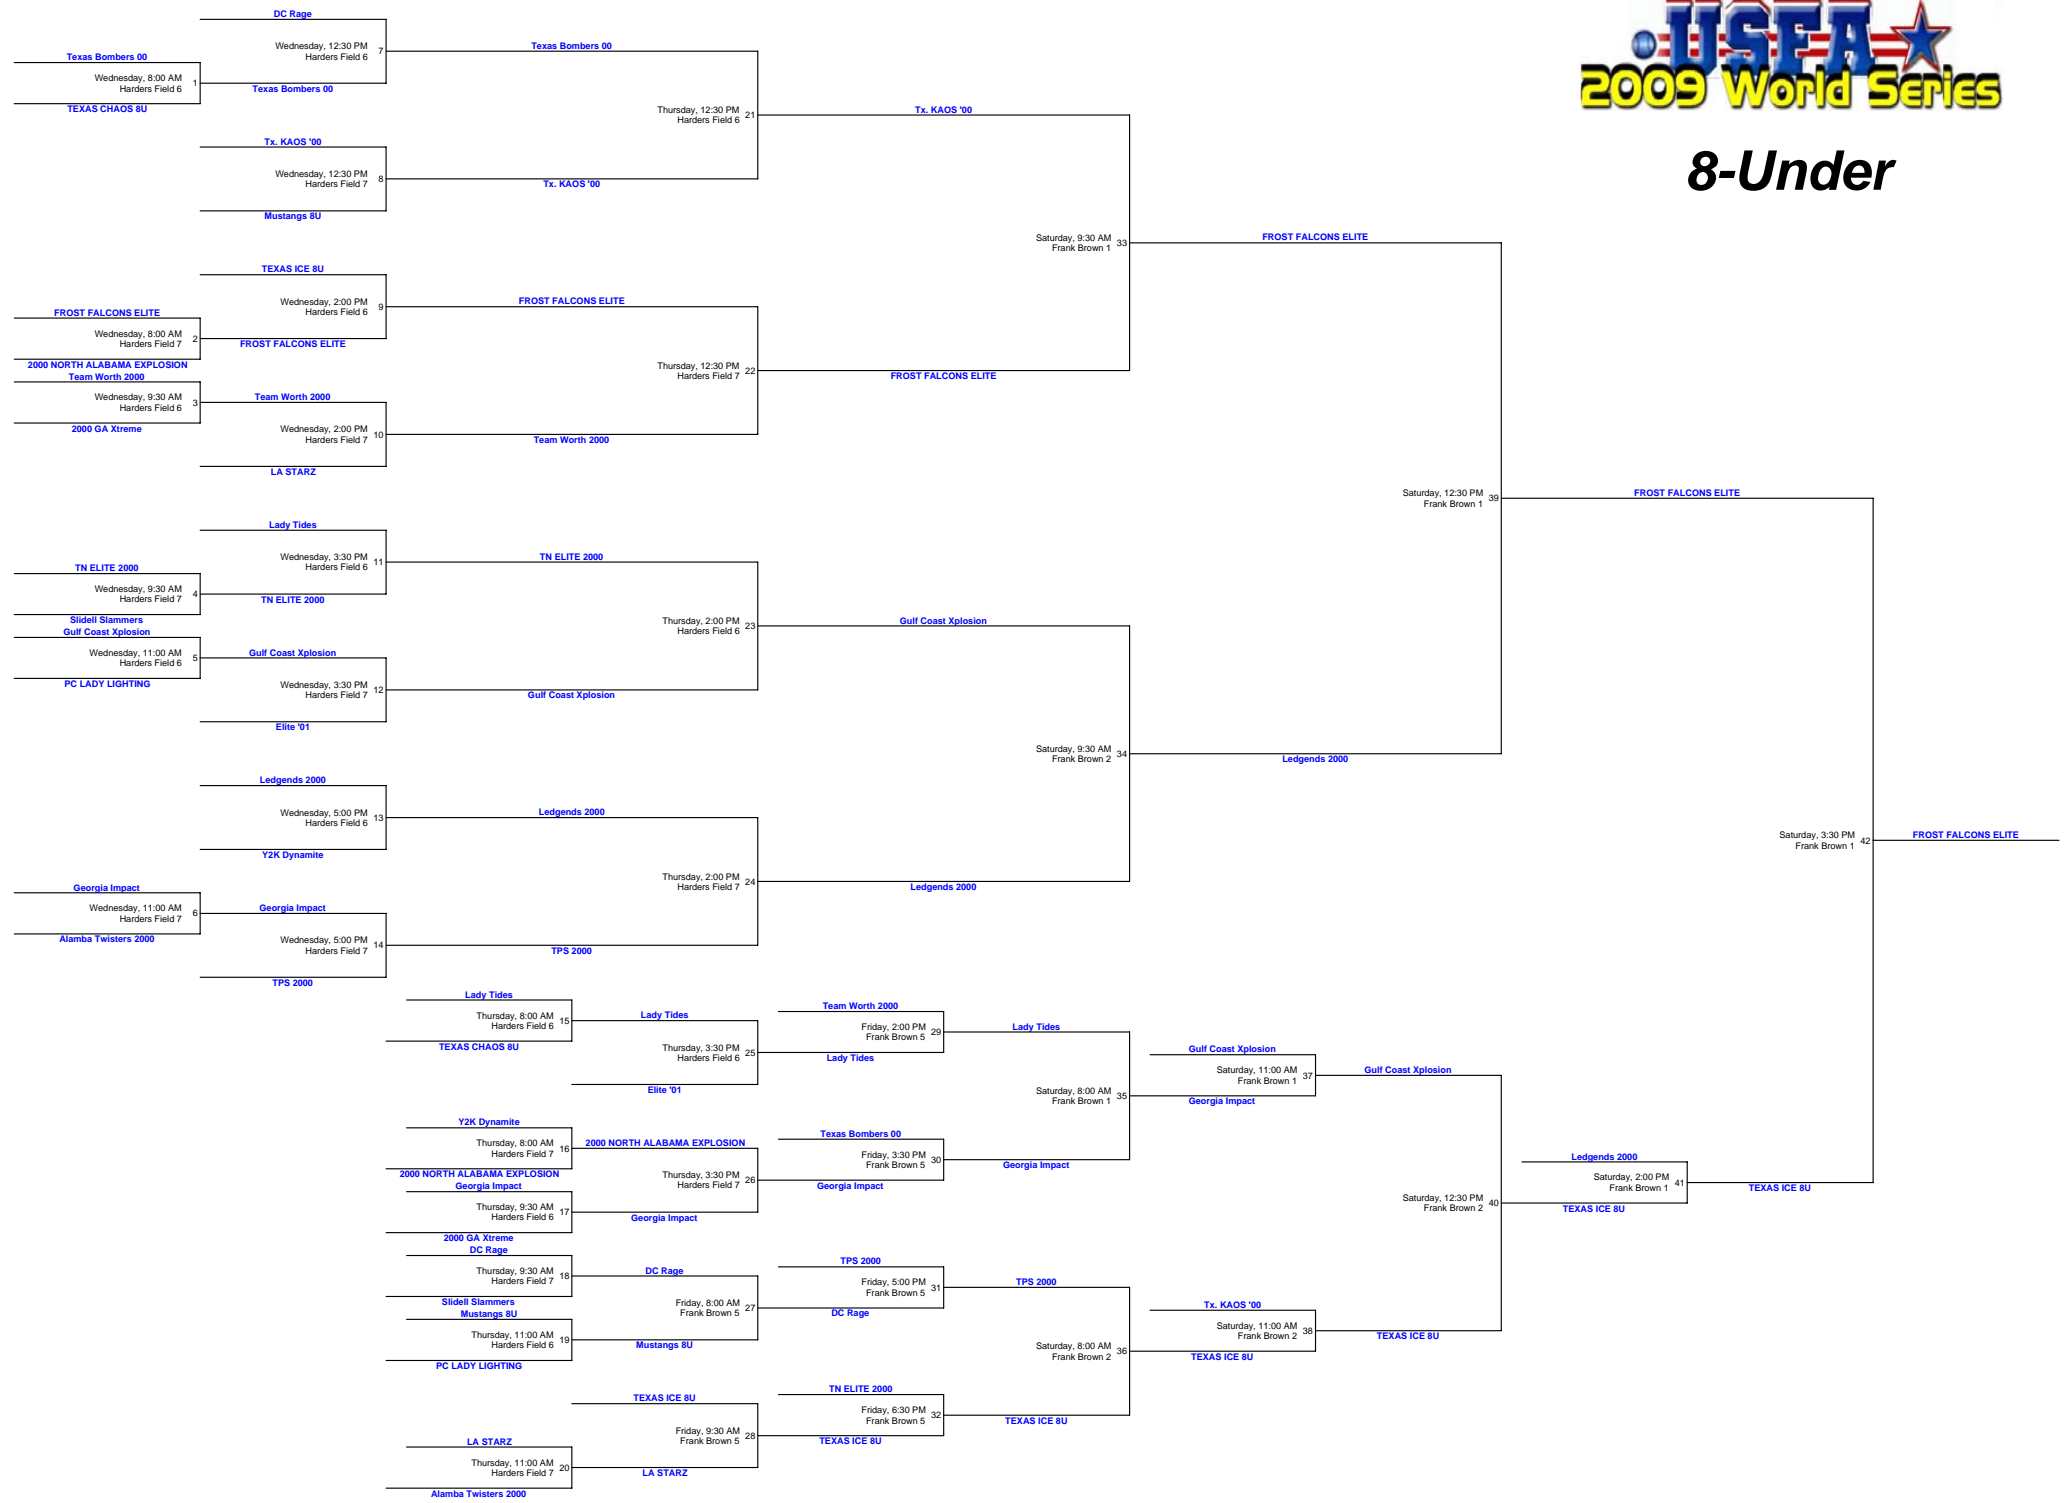 USFA
2009 World Series
8-Under
DC Rage
Wednesday, 12:30 PM
Harders Field 6
7
Texas Bombers 00
Texas Bombers 00
Wednesday, 8:00 AM
Harders Field 6
1
Texas Bombers 00
TEXAS CHAOS 8U
Thursday, 12:30 PM
Harders Field 6
21
Tx. KAOS '00
Tx. KAOS '00
Wednesday, 12:30 PM
Harders Field 7
8
Tx. KAOS '00
Mustangs 8U
Saturday, 9:30 AM
Frank Brown 1
33
FROST FALCONS ELITE
TEXAS ICE 8U
Wednesday, 2:00 PM
Harders Field 6
9
FROST FALCONS ELITE
FROST FALCONS ELITE
Wednesday, 8:00 AM
Harders Field 7
2
FROST FALCONS ELITE
2000 NORTH ALABAMA EXPLOSION
Thursday, 12:30 PM
Harders Field 7
22
FROST FALCONS ELITE
Team Worth 2000
Wednesday, 9:30 AM
Harders Field 6
3
Team Worth 2000
2000 GA Xtreme
Wednesday, 2:00 PM
Harders Field 7
10
Team Worth 2000
LA STARZ
Saturday, 12:30 PM
Frank Brown 1
39
FROST FALCONS ELITE
Lady Tides
Wednesday, 3:30 PM
Harders Field 6
11
TN ELITE 2000
TN ELITE 2000
Wednesday, 9:30 AM
Harders Field 7
4
TN ELITE 2000
Slidell Slammers
Thursday, 2:00 PM
Harders Field 6
23
Gulf Coast Xplosion
Gulf Coast Xplosion
Wednesday, 11:00 AM
Harders Field 6
5
Gulf Coast Xplosion
PC LADY LIGHTING
Wednesday, 3:30 PM
Harders Field 7
12
Gulf Coast Xplosion
Elite '01
Saturday, 9:30 AM
Frank Brown 2
34
Ledgends 2000
Ledgends 2000
Wednesday, 5:00 PM
Harders Field 6
13
Ledgends 2000
Y2K Dynamite
Thursday, 2:00 PM
Harders Field 7
24
Ledgends 2000
Georgia Impact
Wednesday, 11:00 AM
Harders Field 7
6
Georgia Impact
Alamba Twisters 2000
Wednesday, 5:00 PM
Harders Field 7
14
TPS 2000
TPS 2000
Saturday, 3:30 PM
Frank Brown 1
42
FROST FALCONS ELITE
Lady Tides
Thursday, 8:00 AM
Harders Field 6
15
Lady Tides
TEXAS CHAOS 8U
Thursday, 3:30 PM
Harders Field 6
25
Elite '01
Team Worth 2000
Friday, 2:00 PM
Frank Brown 5
29
Lady Tides
Lady Tides
Saturday, 8:00 AM
Frank Brown 1
35
Gulf Coast Xplosion
Saturday, 11:00 AM
Frank Brown 1
37
Gulf Coast Xplosion
Georgia Impact
Y2K Dynamite
Thursday, 8:00 AM
Harders Field 7
16
2000 NORTH ALABAMA EXPLOSION
2000 NORTH ALABAMA EXPLOSION
Thursday, 3:30 PM
Harders Field 7
26
Georgia Impact
Thursday, 9:30 AM
Harders Field 6
17
Georgia Impact
2000 GA Xtreme
Texas Bombers 00
Friday, 3:30 PM
Frank Brown 5
30
Georgia Impact
Georgia Impact
Saturday, 12:30 PM
Frank Brown 2
40
Ledgends 2000
Saturday, 2:00 PM
Frank Brown 1
41
TEXAS ICE 8U
TEXAS ICE 8U
DC Rage
Thursday, 9:30 AM
Harders Field 7
18
DC Rage
Slidell Slammers
Friday, 8:00 AM
Frank Brown 5
27
Mustangs 8U
Thursday, 11:00 AM
Harders Field 6
19
Mustangs 8U
PC LADY LIGHTING
TPS 2000
Friday, 5:00 PM
Frank Brown 5
31
TPS 2000
DC Rage
Saturday, 8:00 AM
Frank Brown 2
36
Tx. KAOS '00
Saturday, 11:00 AM
Frank Brown 2
38
TEXAS ICE 8U
TEXAS ICE 8U
TEXAS ICE 8U
Friday, 9:30 AM
Frank Brown 5
28
TN ELITE 2000
Friday, 6:30 PM
Frank Brown 5
32
TEXAS ICE 8U
TEXAS ICE 8U
LA STARZ
Thursday, 11:00 AM
Harders Field 7
20
LA STARZ
Alamba Twisters 2000